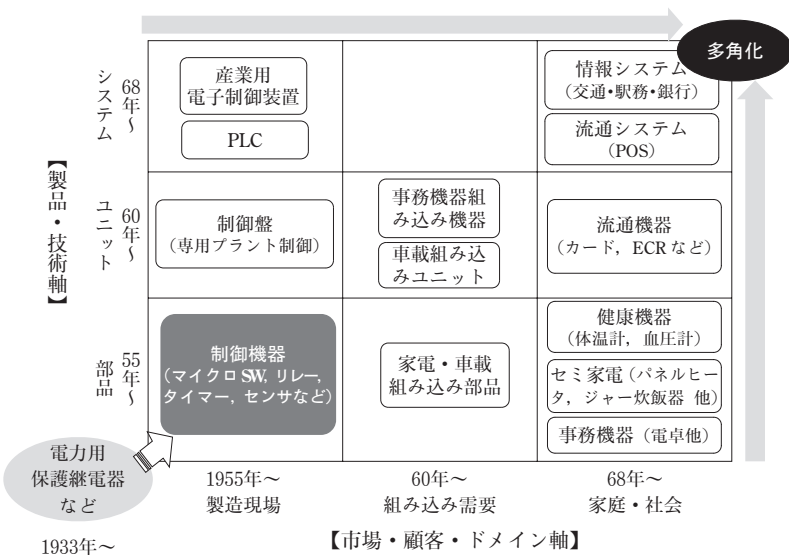 多角化
【製品・技術軸】
システム
68年～
産業用
電子制御装置
PLC
情報システム
(交通・駅務・銀行)
流通システム
(POS)
ユニット
60年～
制御盤
(専用プラント制御)
事務機器組
み込み機器
車載組み込
みユニット
流通機器
(カード，ECRなど)
部品
55年～
制御機器
(マイクロSW, リレー,
タイマー，センサなど)
家電・車載
組み込み部品
健康機器
(体温計，血圧計)
セミ家電(パネルヒー
タ，ジャー炊飯器 他)
事務機器(電卓他)
電力用
保護継電器
など
1933年～
1955年～
製造現場
60年～
組み込み需要
68年～
家庭・社会
【市場・顧客・ドメイン軸】